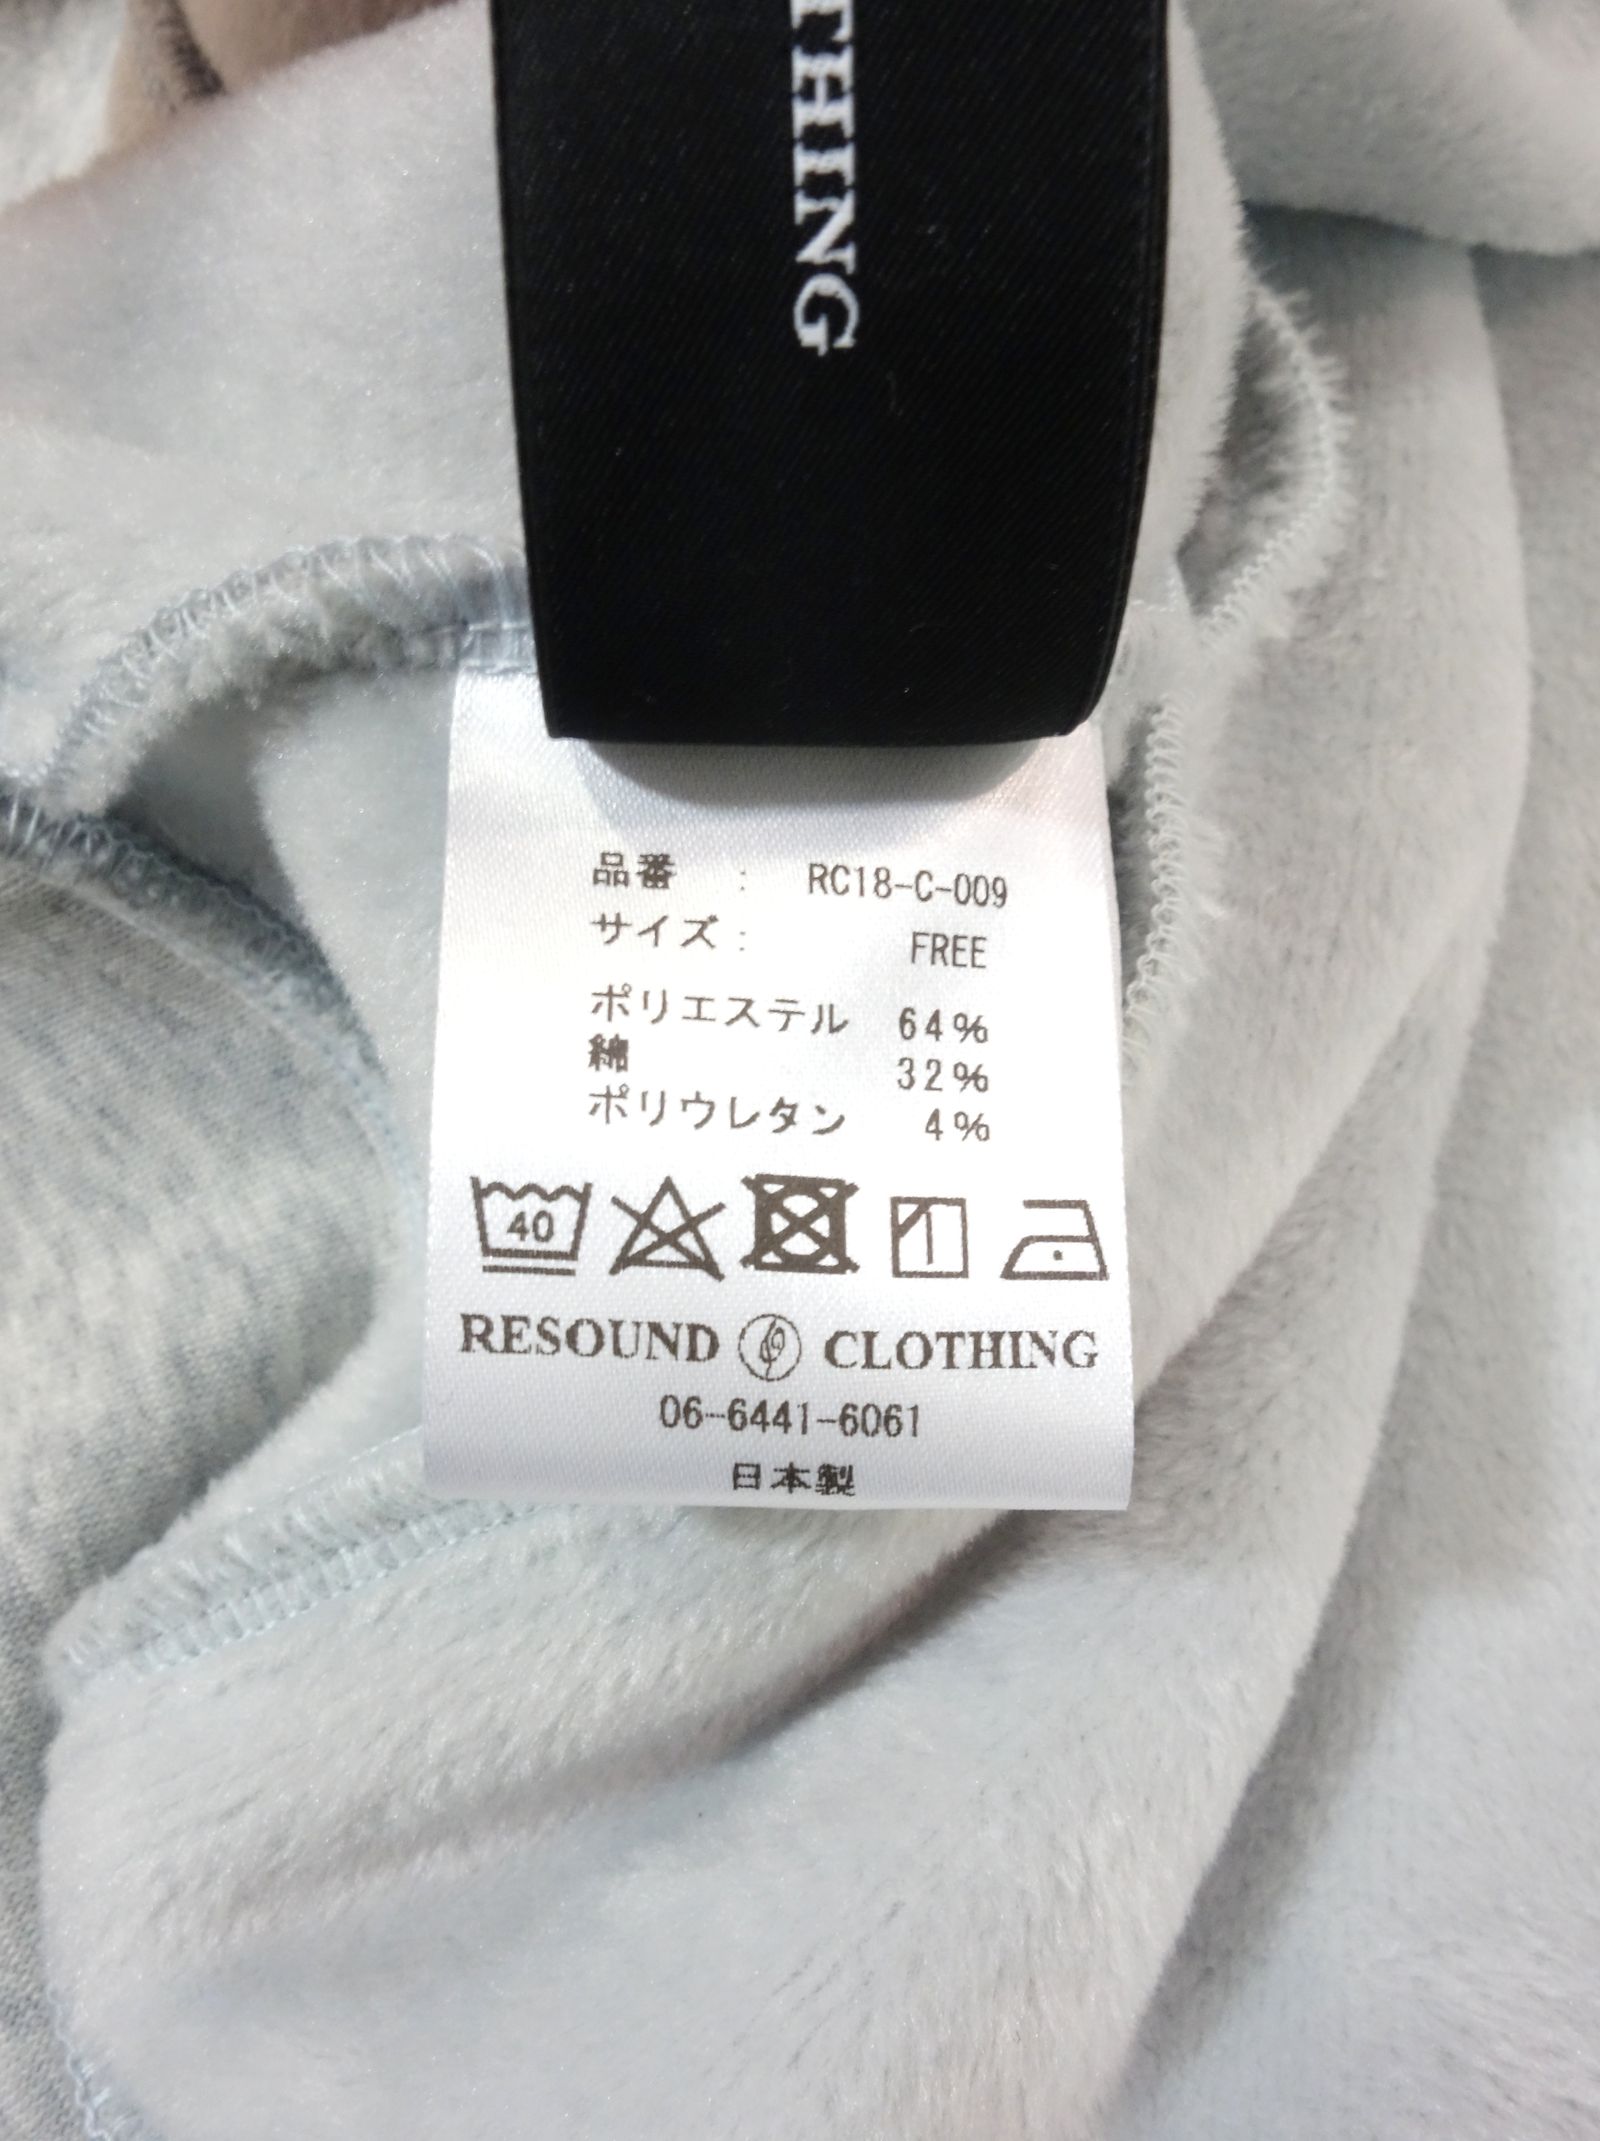 THING
品番 : RC18-C-009
サイズ : FREE
ポリエステル 64%
綿 32%
ポリウレタン 4%
40
RESOUND CLOTHING
06-6441-6061
日本製